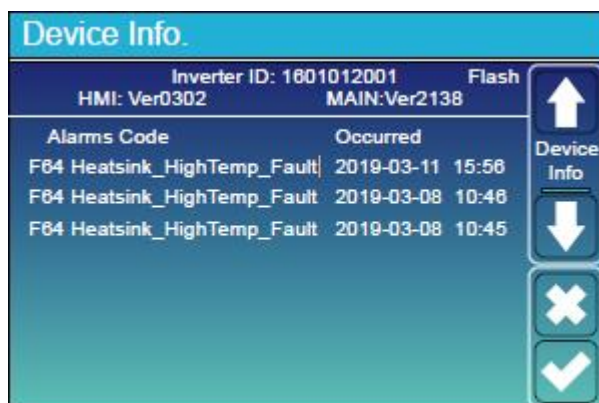 Device Info.
Inverter ID: 1601012001 Flash
HMI: Ver0302 MAIN:Ver2138
Alarms Code Occurred
F64 Heatsink_HighTemp_Fault 2019-03-11 15:56
F64 Heatsink_HighTemp_Fault 2019-03-08 10:46
F64 Heatsink_HighTemp_Fault 2019-03-08 10:45
Device
Info